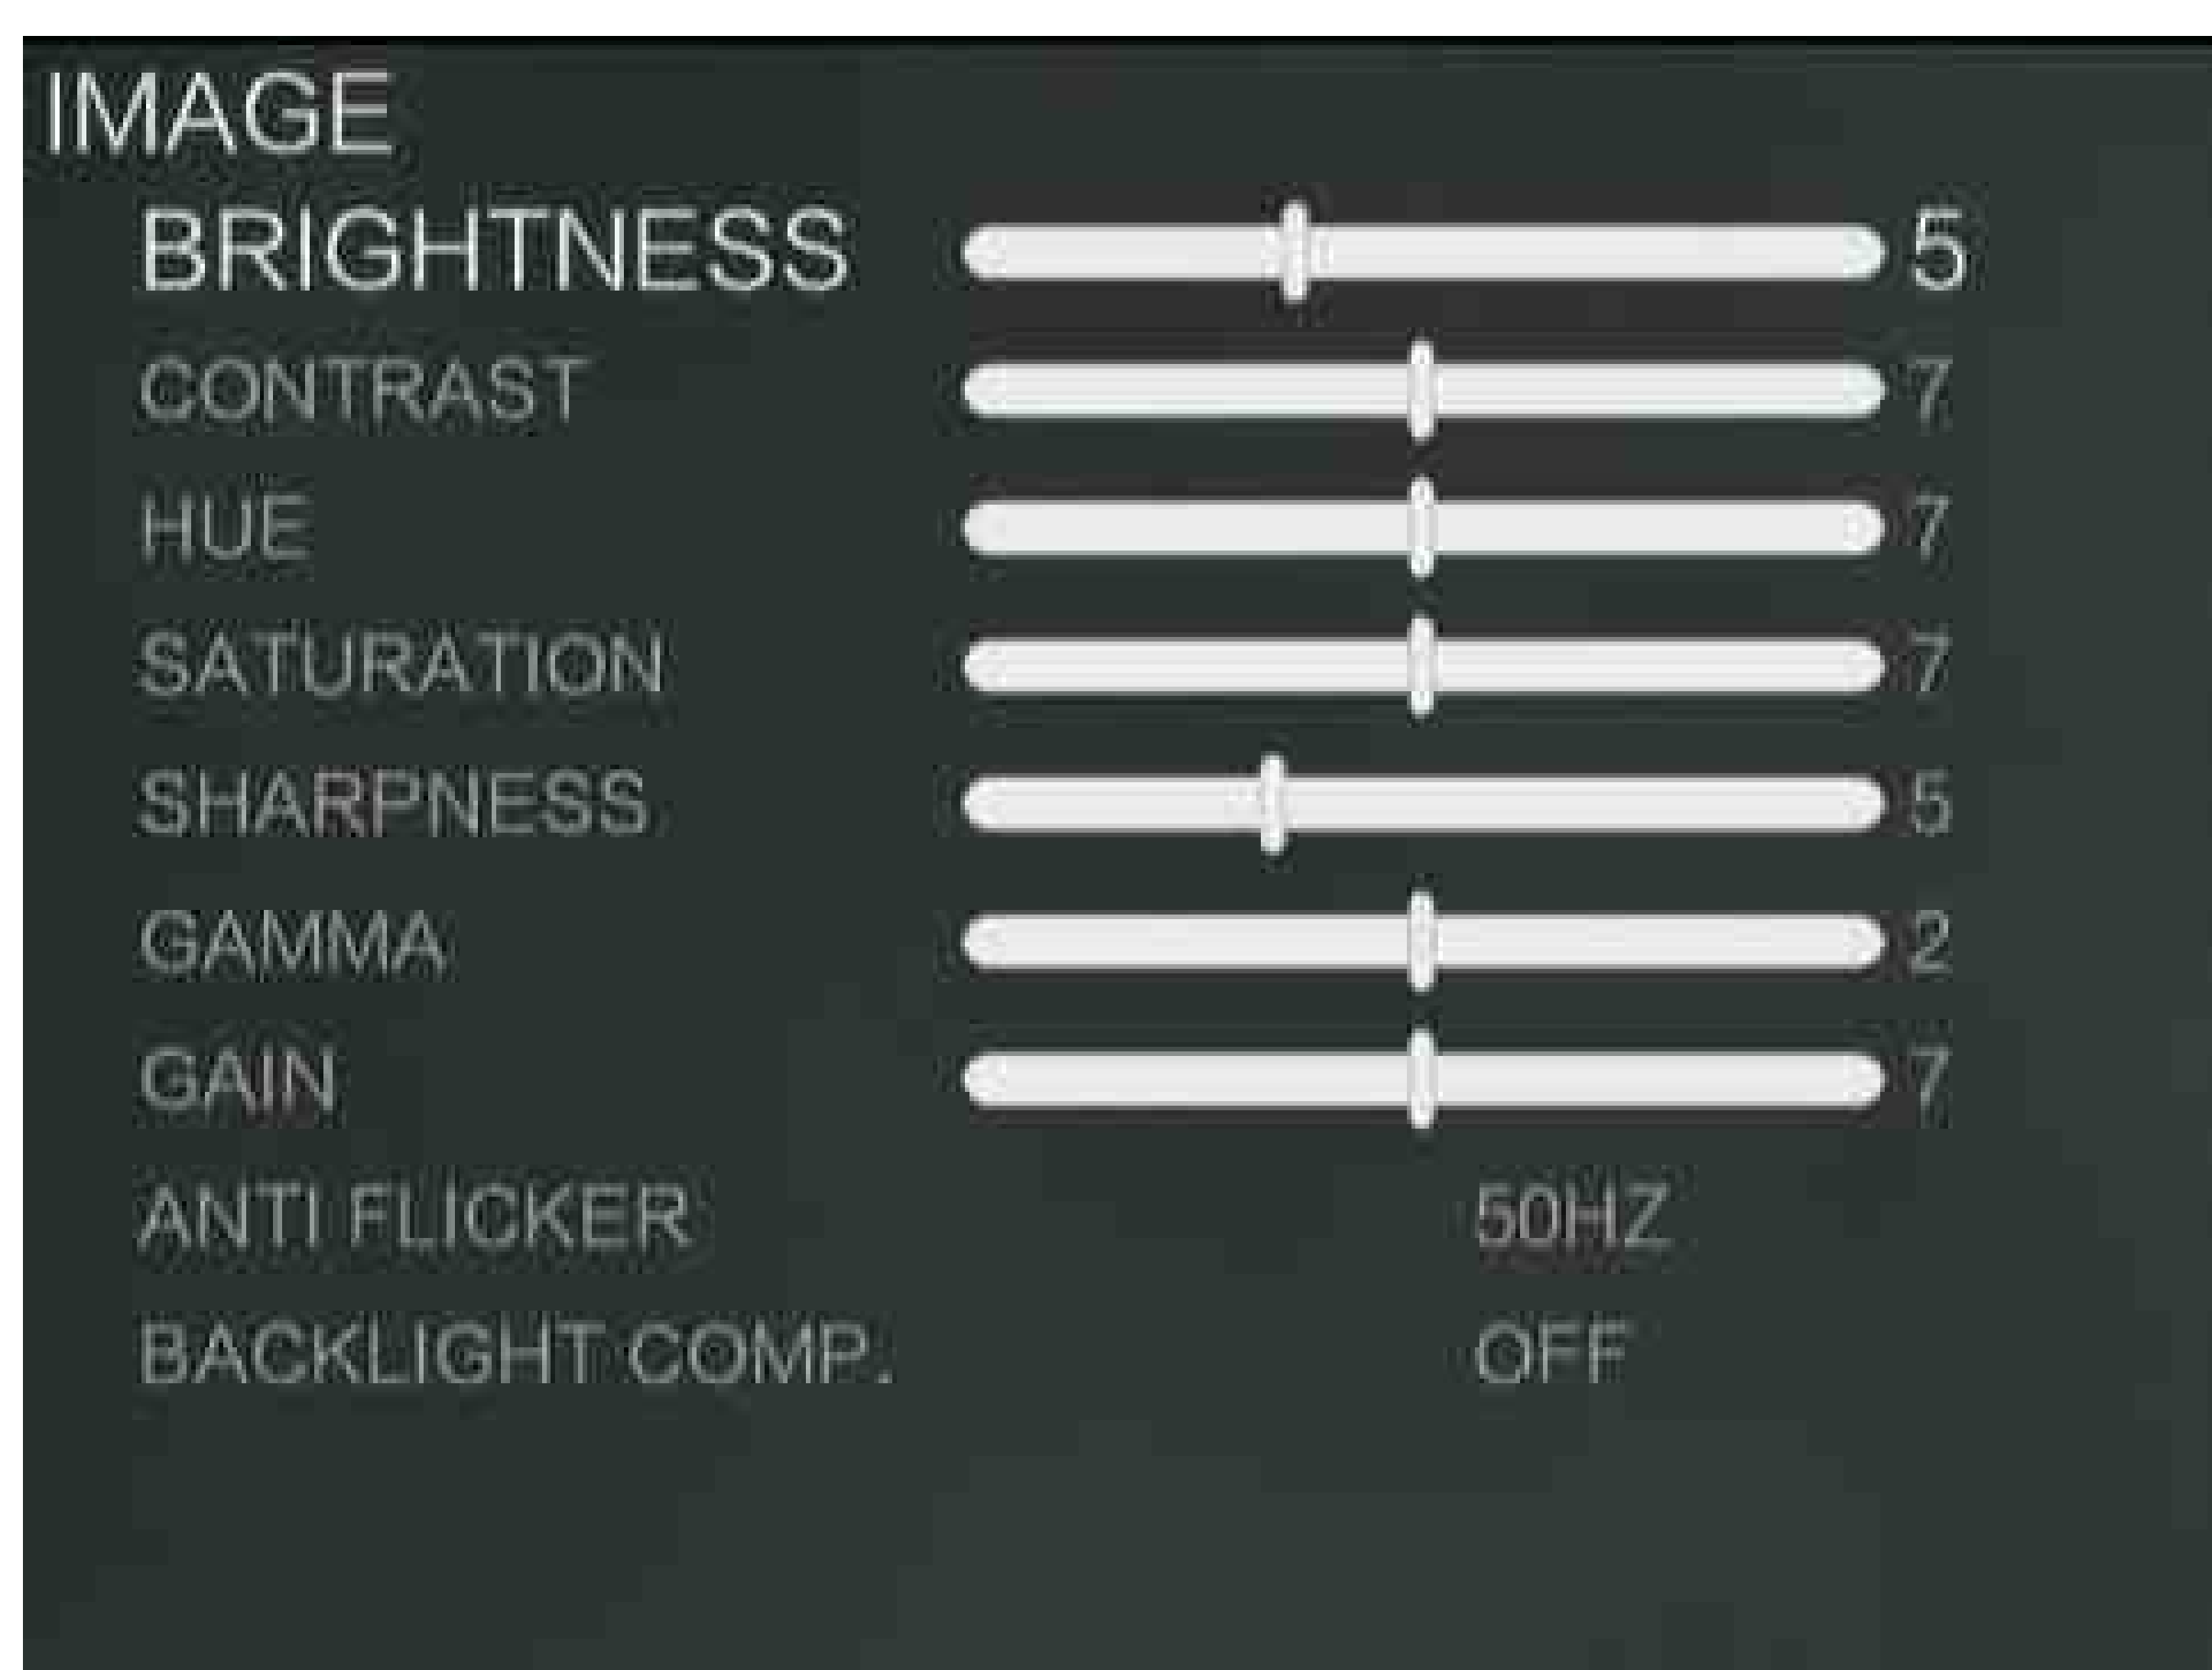 IMAGE
BRIGHTNESS 5
CONTRAST 7
HUE 7
SATURATION 7
SHARPNESS 5
GAMMA 2
GAIN 7
ANTI FLICKER 50HZ
BACKLIGHT COMP. OFF